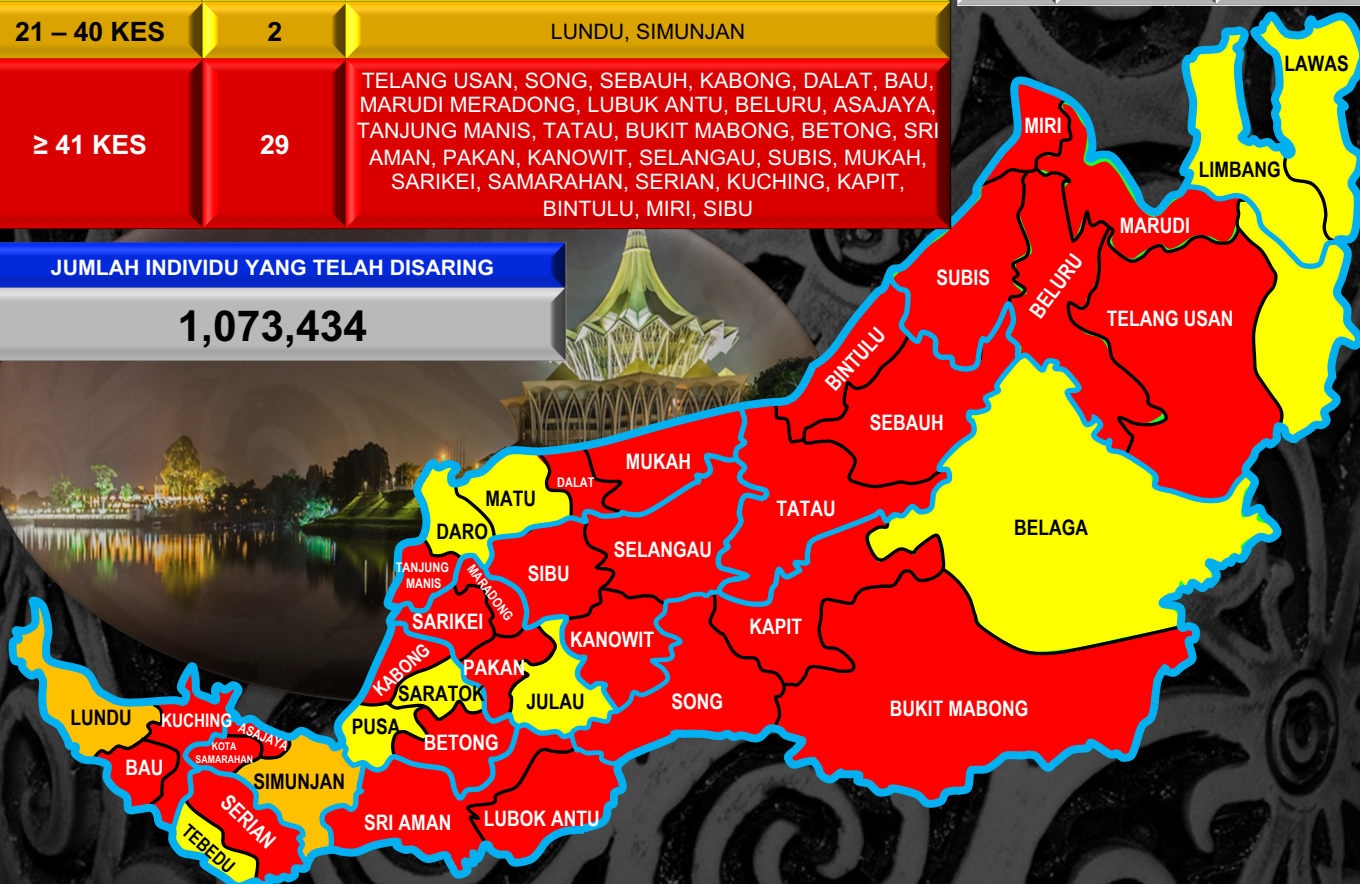 21 – 40 KES
2
LUNDU, SIMUNJAN
≥ 41 KES
29
TELANG USAN, SONG, SEBAUH, KABONG, DALAT, BAU,
MARUDI MERADONG, LUBUK ANTU, BELURU, ASAJAYA,
TANJUNG MANIS, TATAU, BUKIT MABONG, BETONG, SRI
AMAN, PAKAN, KANOWIT, SELANGAU, SUBIS, MUKAH,
SARIKEI, SAMARAHAN, SERIAN, KUCHING, KAPIT,
BINTULU, MIRI, SIBU
JUMLAH INDIVIDU YANG TELAH DISARING
1,073,434
LAWAS
MIRI
LIMBANG
MARUDI
SUBIS
BELURU
TELANG USAN
BINTULU
SEBAUH
MUKAH
DALAT
MATU
TATAU
BELAGA
DARO
SELANGAU
TANJUNG
MANIS
MARADONG
SIBU
SARIKEI
KANOWIT
KAPIT
KABONG
PAKAN
SARATOK
JULAU
SONG
BUKIT MABONG
LUNDU
KUCHING
ASAJAYA
PUSA
BETONG
KOTA
SAMARAHAN
BAU
SIMUNJAN
SERIAN
SRI AMAN
LUBOK ANTU
TEBEDU